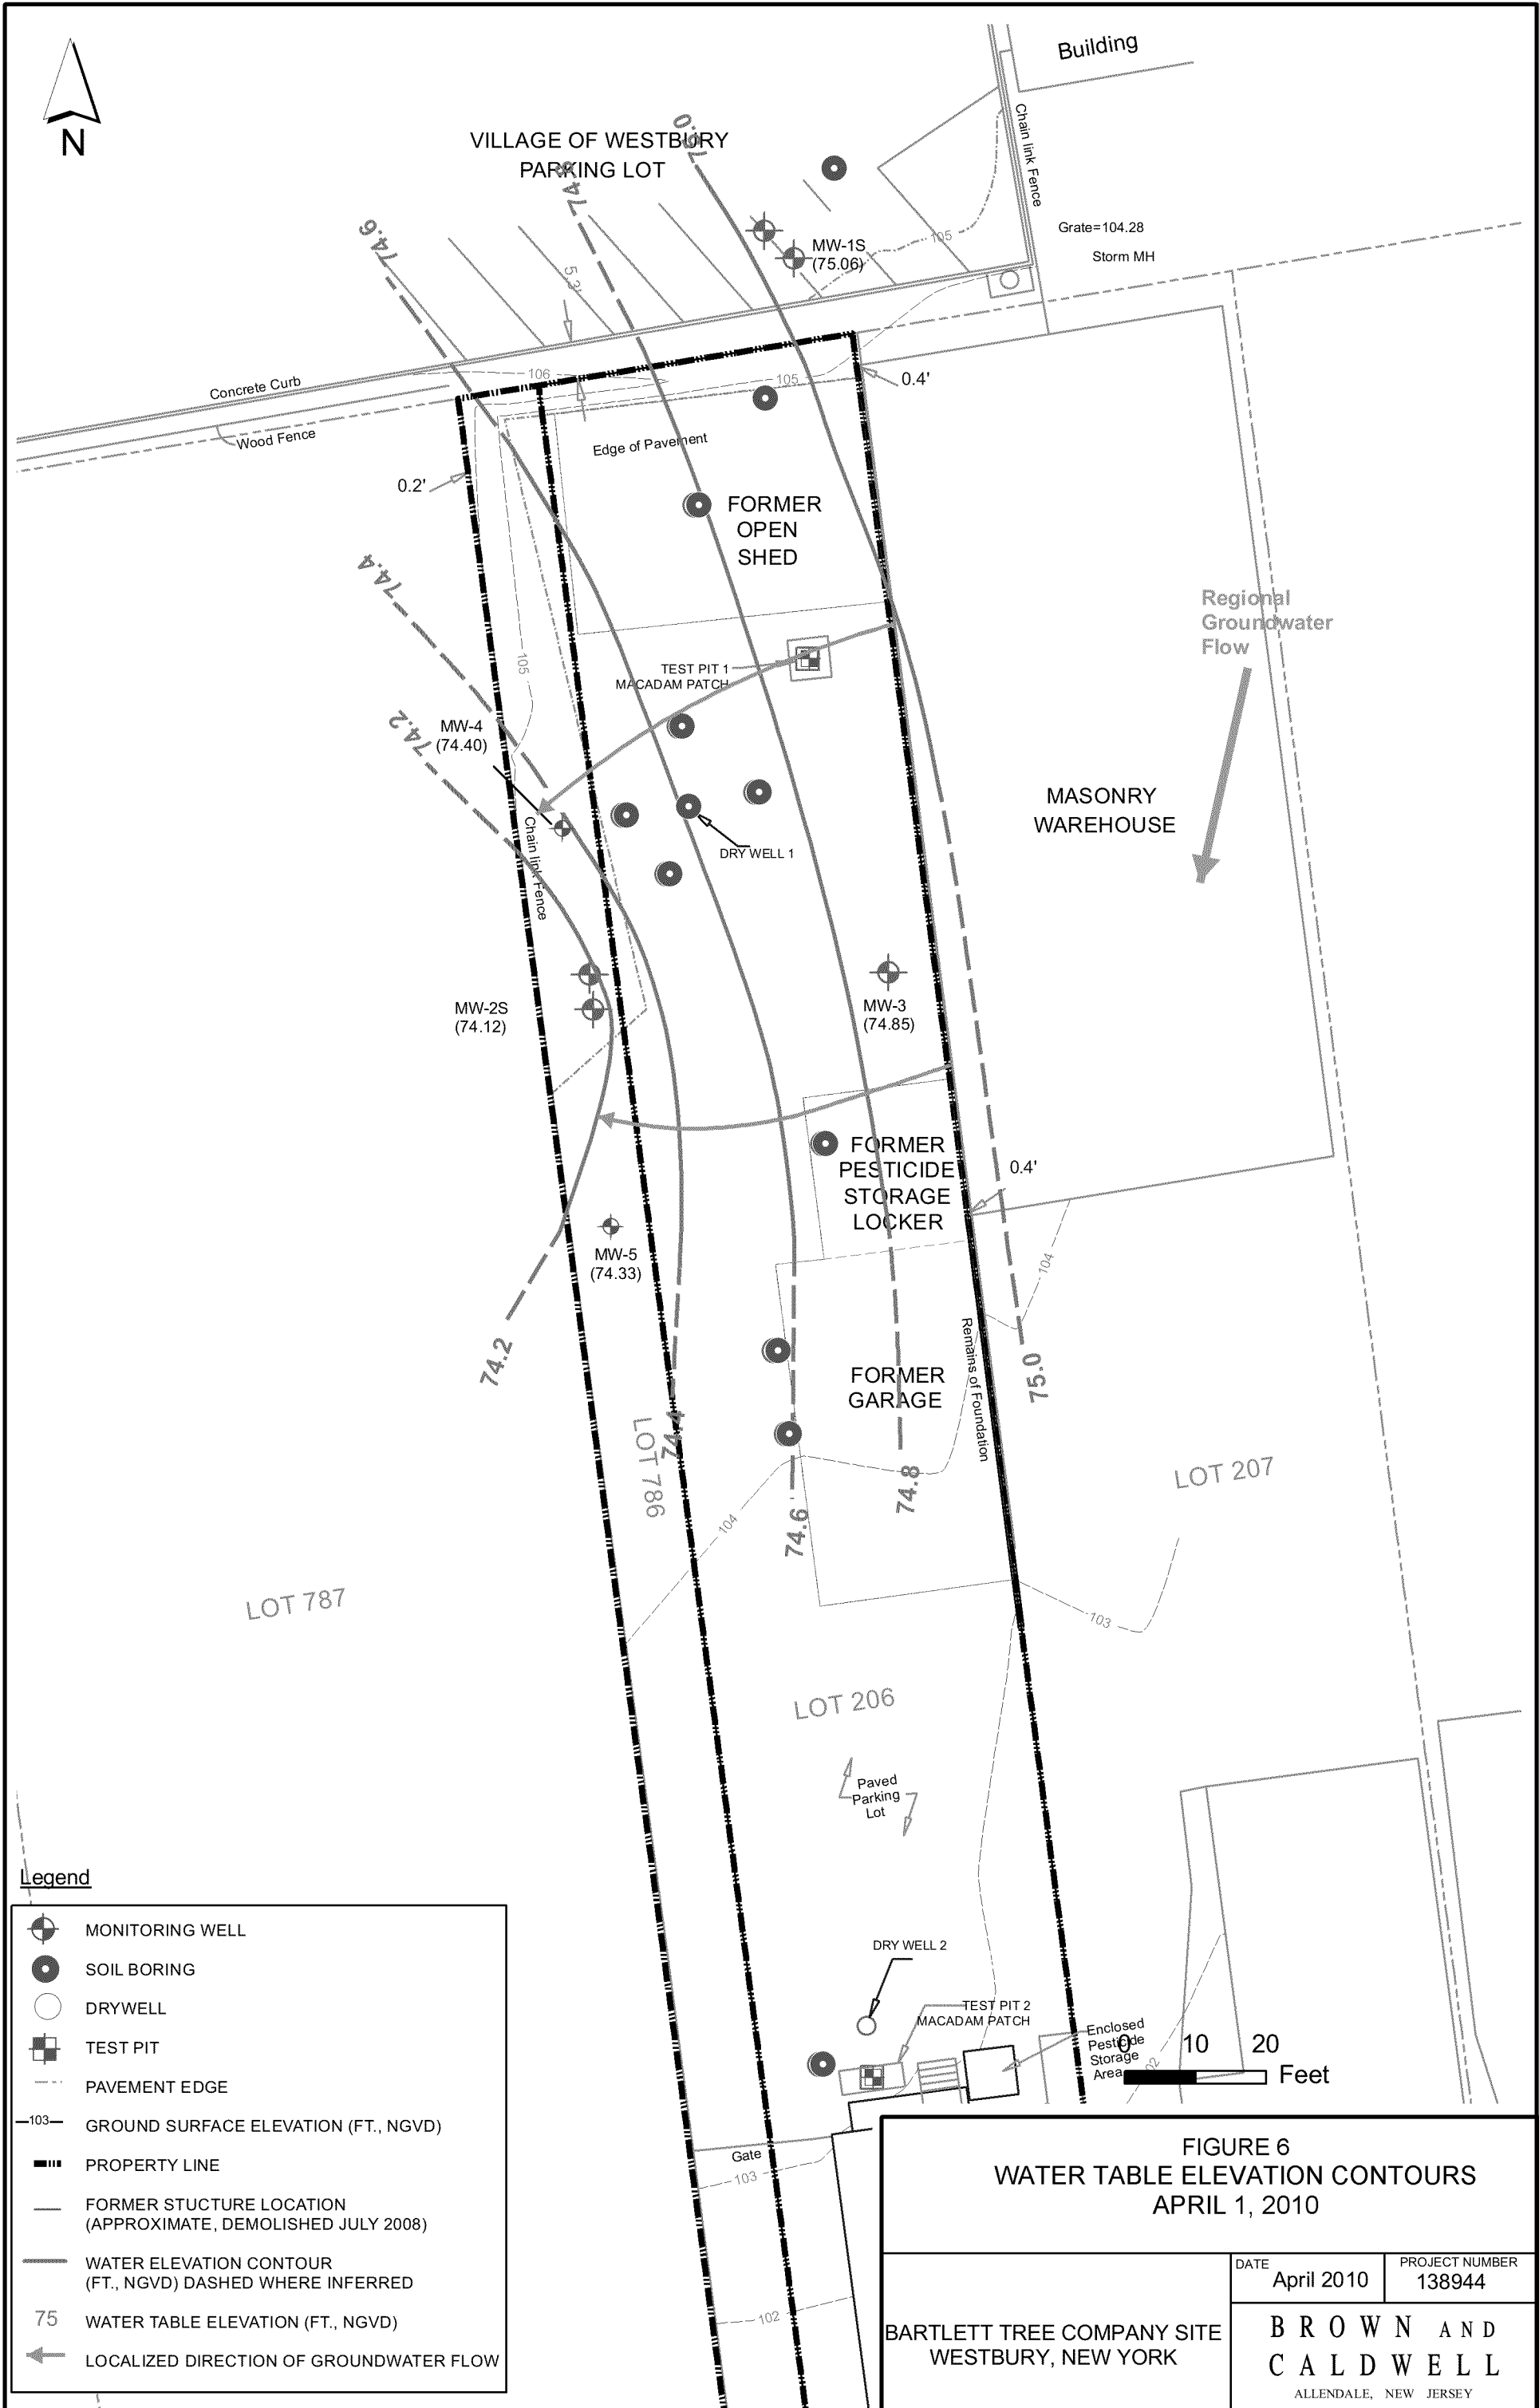 N
Building
VILLAGE OF WESTBURY
PARKING LOT
75.0
74.8
74.6
Chain link Fence
MW-1S
(75.06)
105
Grate=104.28
Storm MH
5.3'
Concrete Curb
Wood Fence
106
105
0.4'
Edge of Pavement
0.2'
FORMER
OPEN
SHED
74.4
Regional
Groundwater
Flow
105
TEST PIT 1
MACADAM PATCH
74.2
MW-4
(74.40)
MASONRY
WAREHOUSE
Chain link Fence
DRY WELL 1
MW-2S
(74.12)
MW-3
(74.85)
FORMER
PESTICIDE
STORAGE
LOCKER
0.4'
MW-5
(74.33)
104
74.2
Remains of Foundation
75.0
FORMER
GARAGE
74.4
LOT 786
74.8
74.6
LOT 207
104
LOT 787
103
LOT 206
Paved
Parking
Lot
DRY WELL 2
TEST PIT 2
MACADAM PATCH
Enclosed
Pesticide
Storage
Area
0 10 20
Feet
Gate
103
102
Legend
MONITORING WELL
SOIL BORING
DRYWELL
TEST PIT
PAVEMENT EDGE
103 GROUND SURFACE ELEVATION (FT., NGVD)
PROPERTY LINE
FORMER STUCTURE LOCATION
(APPROXIMATE, DEMOLISHED JULY 2008)
WATER ELEVATION CONTOUR
(FT., NGVD) DASHED WHERE INFERRED
75 WATER TABLE ELEVATION (FT., NGVD)
LOCALIZED DIRECTION OF GROUNDWATER FLOW
FIGURE 6
WATER TABLE ELEVATION CONTOURS
APRIL 1, 2010
DATE
April 2010
PROJECT NUMBER
138944
BARTLETT TREE COMPANY SITE
WESTBURY, NEW YORK
BROWN AND
CALDWELL
ALLENDALE, NEW JERSEY